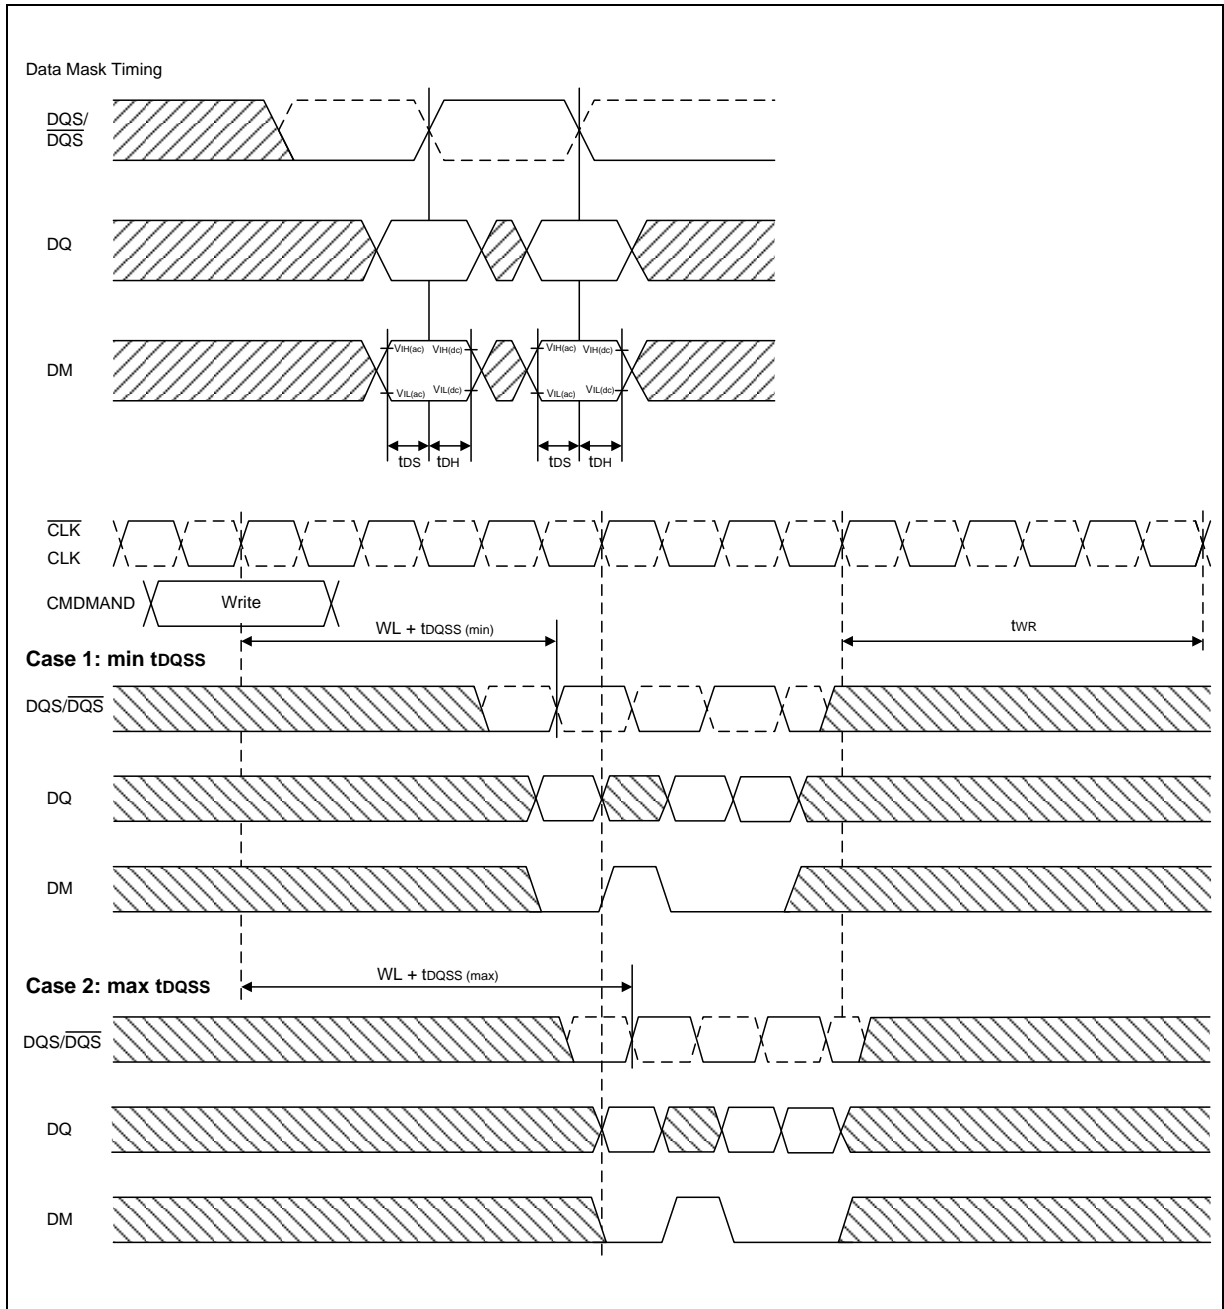 Data Mask Timing
DQS/
DQS
DQ
DM
VIH(ac) VIH(dc) VIH(ac) VIH(dc)
VIL(ac) VIL(dc) VIL(ac) VIL(dc)
tDS tDH tDS tDH
CLK
CLK
CMDMAND Write
WL + tDQSS (min) tWR
Case 1: min tDQSS
DQS/DQS
DQ
DM
WL + tDQSS (max)
Case 2: max tDQSS
DQS/DQS
DQ
DM